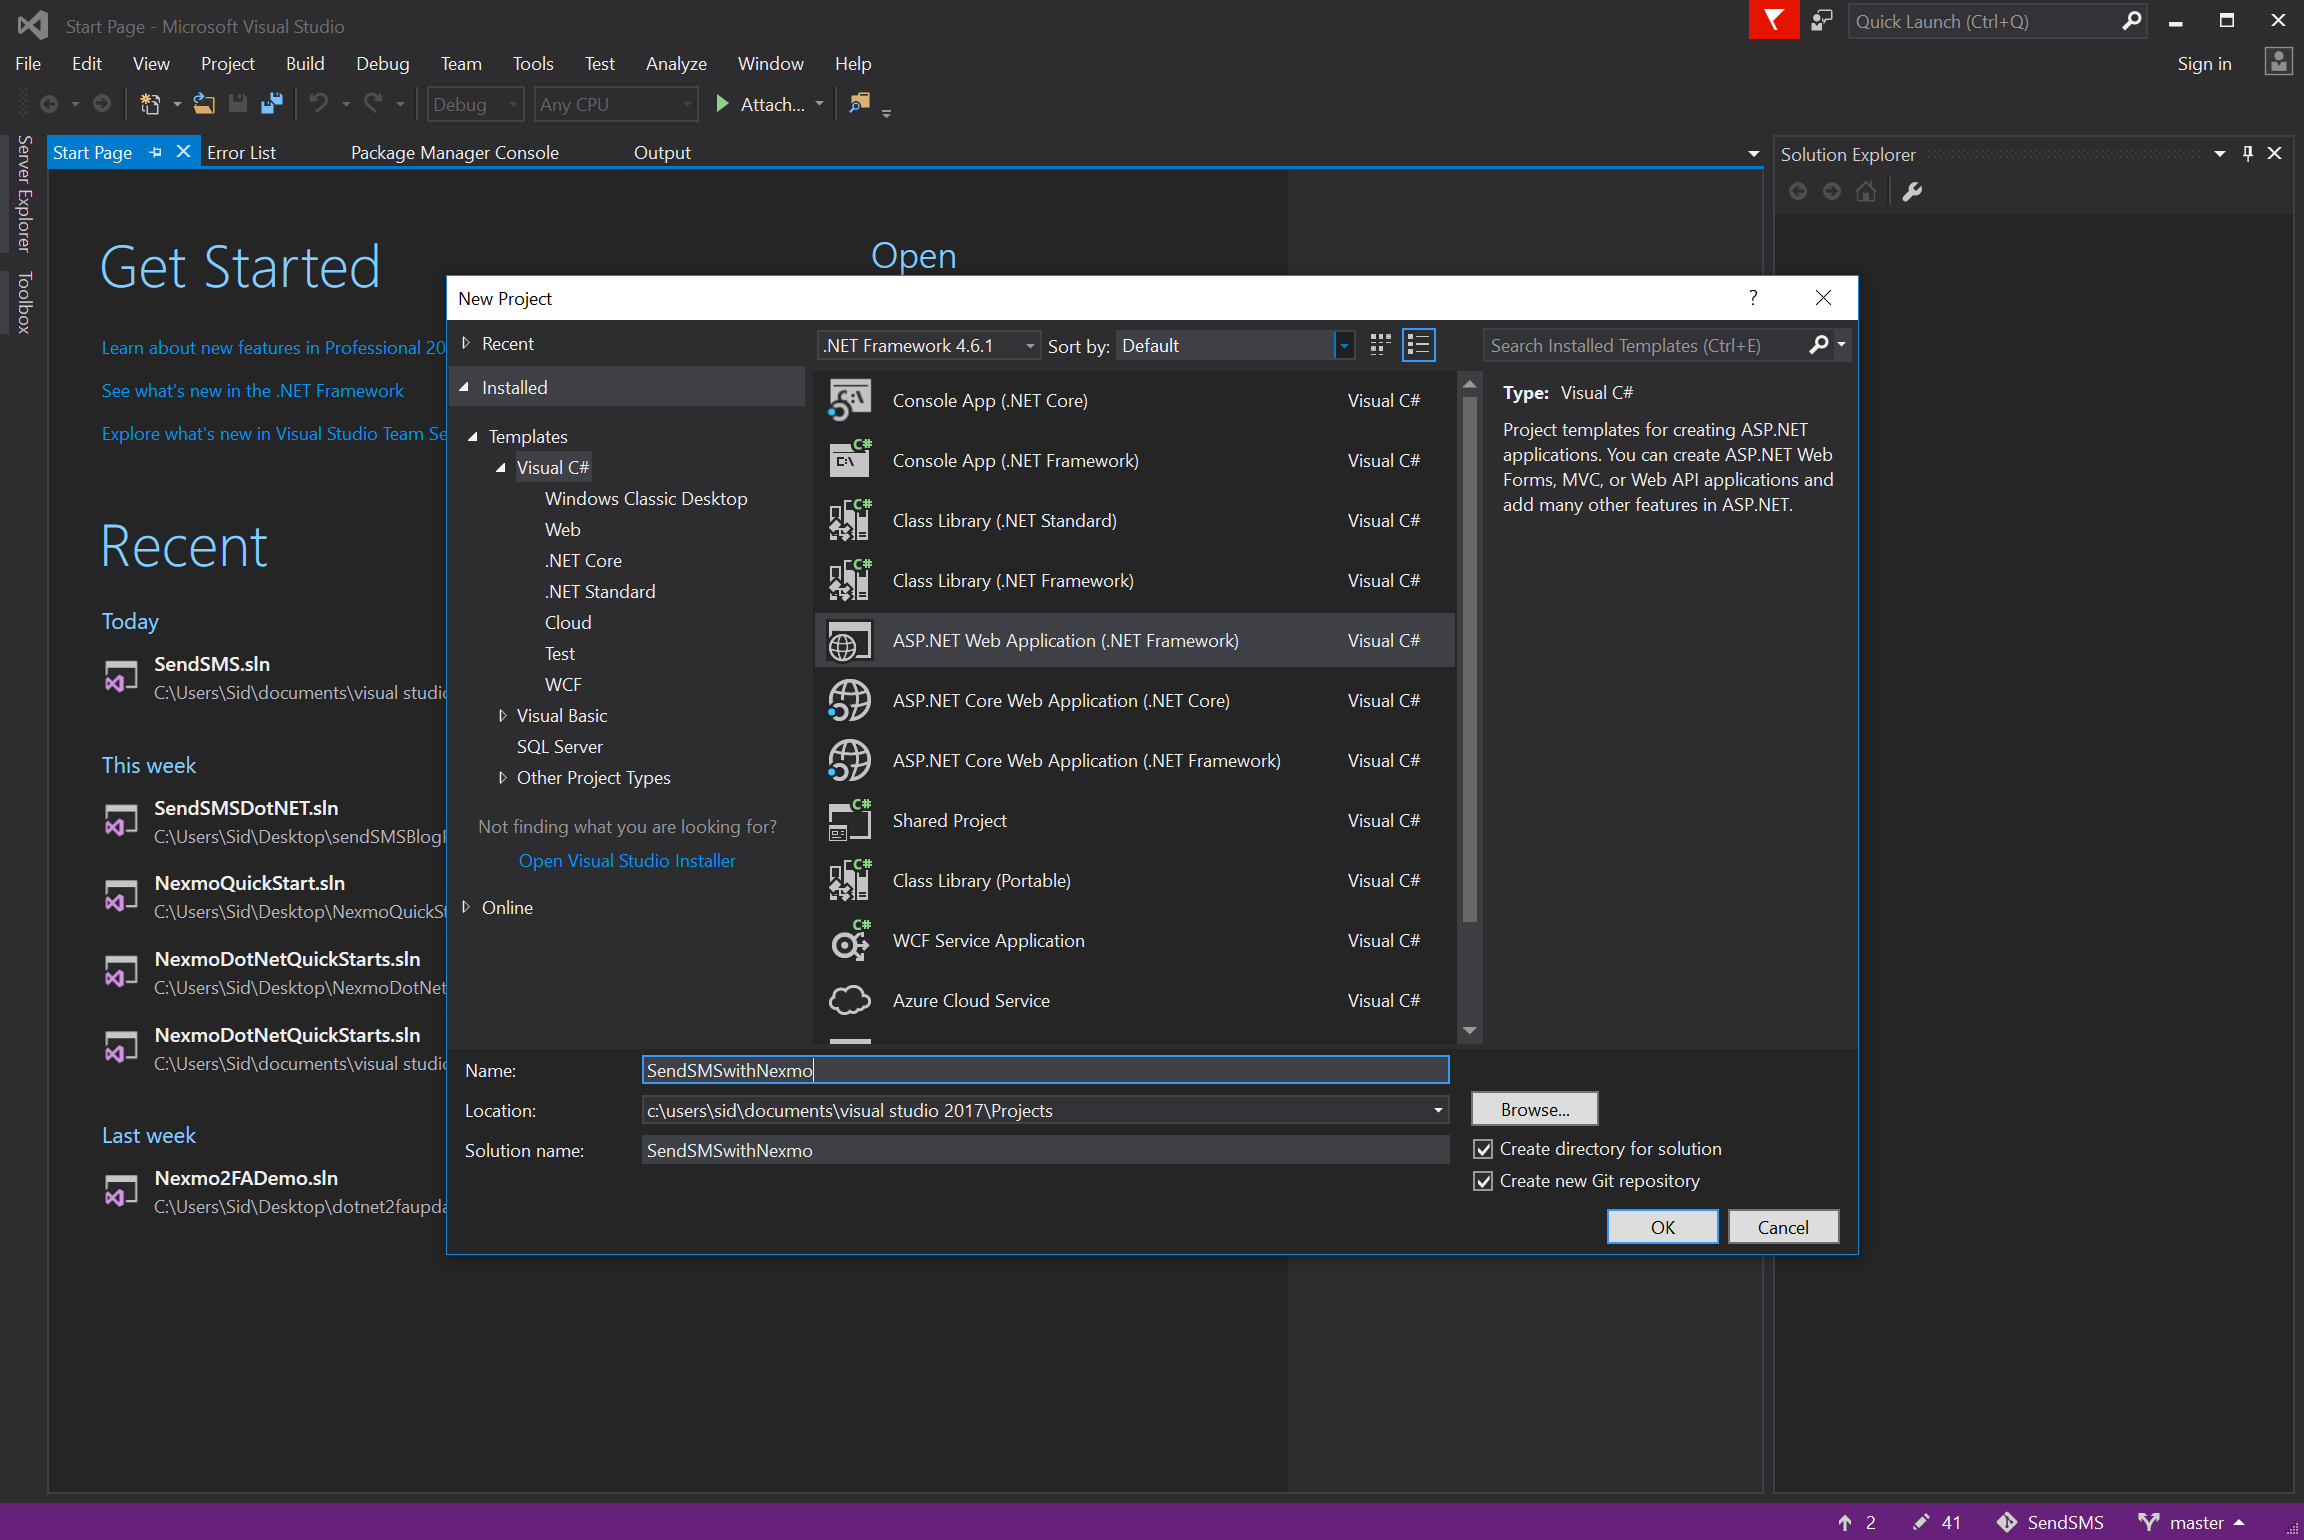 Start Page - Microsoft Visual Studio
Quick Launch (Ctrl+Q)
File Edit View Project Build Debug Team Tools Test Analyze Window Help
Sign in
Debug Any CPU Attach...
Server Explorer
Toolbox
Start Page Error List Package Manager Console Output
Solution Explorer
Get Started
Learn about new features in Professional 20
See what's new in the .NET Framework
Explore what's new in Visual Studio Team Se
Recent
Today
SendSMS.sln
C:\Users\Sid\documents\visual studio
This week
SendSMSDotNET.sln
C:\Users\Sid\Desktop\sendSMSBlog
NexmoQuickStart.sln
C:\Users\Sid\Desktop\NexmoQuickSt
NexmoDotNetQuickStarts.sln
C:\Users\Sid\Desktop\NexmoDotNet
NexmoDotNetQuickStarts.sln
C:\Users\Sid\documents\visual studio
Last week
Nexmo2FADemo.sln
C:\Users\Sid\Desktop\dotnet2faupda
Open
New Project
?
Recent
Installed
Templates
Visual C#
Windows Classic Desktop
Web
.NET Core
.NET Standard
Cloud
Test
WCF
Visual Basic
SQL Server
Other Project Types
Not finding what you are looking for?
Open Visual Studio Installer
Online
.NET Framework 4.6.1 Sort by: Default
Search Installed Templates (Ctrl+E)
Console App (.NET Core) Visual C#
Console App (.NET Framework) Visual C#
Class Library (.NET Standard) Visual C#
Class Library (.NET Framework) Visual C#
ASP.NET Web Application (.NET Framework) Visual C#
ASP.NET Core Web Application (.NET Core) Visual C#
ASP.NET Core Web Application (.NET Framework) Visual C#
Shared Project Visual C#
Class Library (Portable) Visual C#
WCF Service Application Visual C#
Azure Cloud Service Visual C#
Type: Visual C#
Project templates for creating ASP.NET
applications. You can create ASP.NET Web
Forms, MVC, or Web API applications and
add many other features in ASP.NET.
Name: SendSMSwithNexmo
Location: c:\users\sid\documents\visual studio 2017\Projects
Browse...
Solution name: SendSMSwithNexmo
Create directory for solution
Create new Git repository
OK Cancel
2 41 SendSMS master